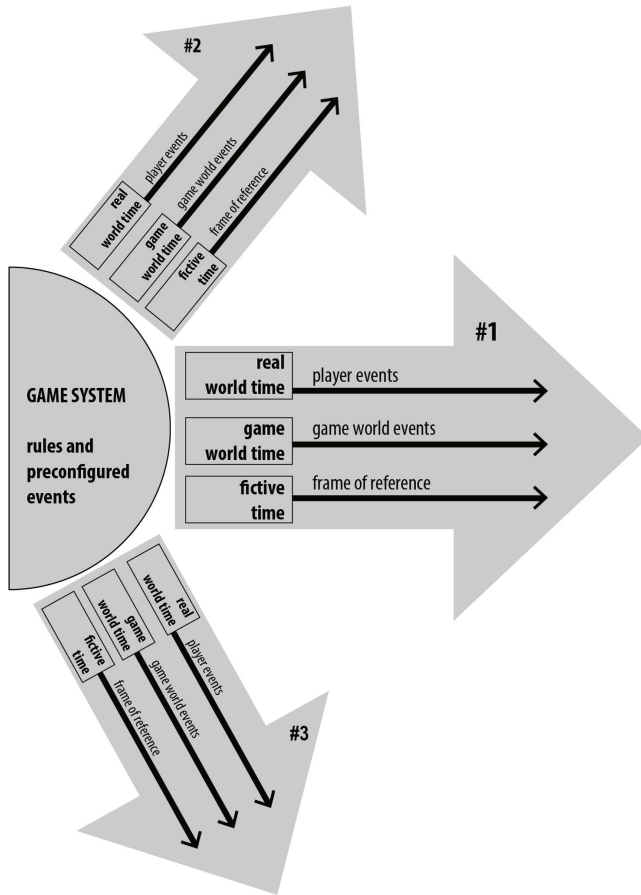 #2
real
world time
player events
game
world time
game world events
fictive
time
frame of reference
GAME SYSTEM
rules and
preconfigured
events
#1
real
world time
player events
game
world time
game world events
fictive
time
frame of reference
#3
real
world time
player events
game
world time
game world events
fictive
time
frame of reference